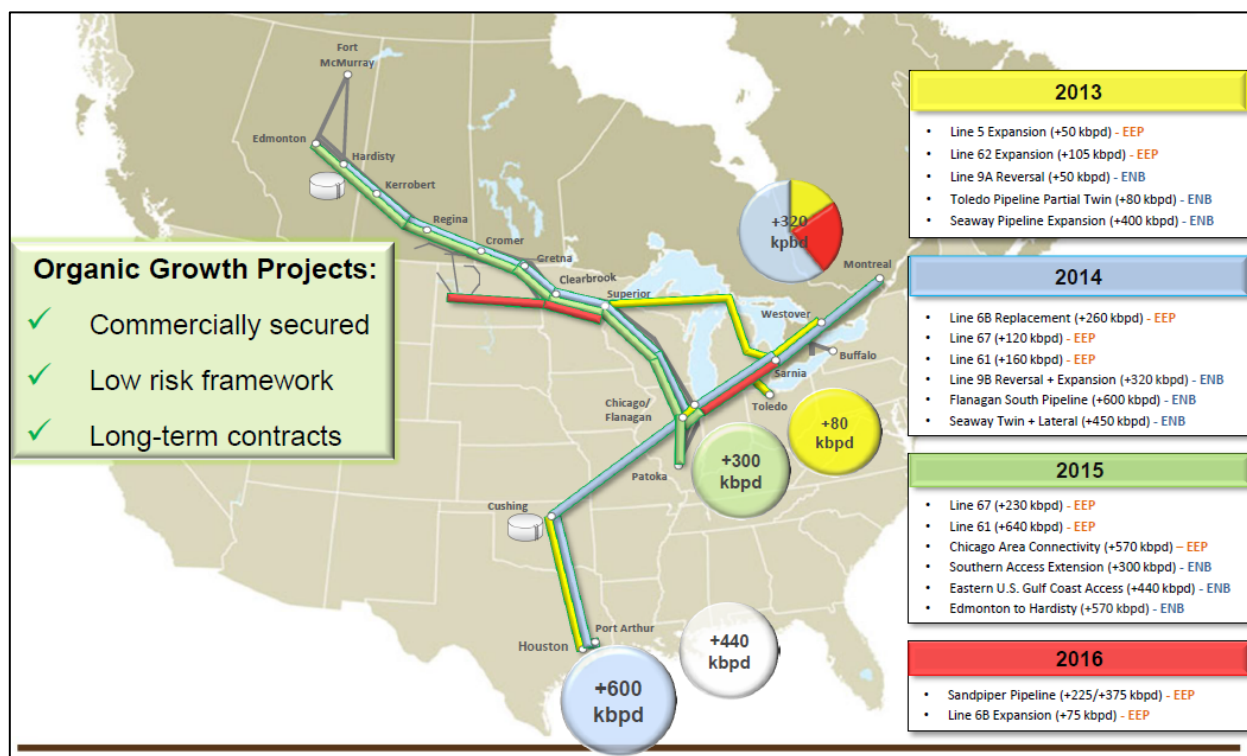 Fort
McMurray
Edmonton
Hardisty
Kerrobert
Regina
Cromer
Gretna
Clearbrook
Superior
Montreal
Westover
Buffalo
Sarnia
Toledo
Chicago/
Flanagan
Patoka
Cushing
Port Arthur
Houston
+320
kpbd
+80
kbpd
+300
kbpd
+440
kbpd
+600
kbpd
Organic Growth Projects:
✓ Commercially secured
✓ Low risk framework
✓ Long-term contracts
2013
• Line 5 Expansion (+50 kbpd) - EEP
• Line 62 Expansion (+105 kbpd) - EEP
• Line 9A Reversal (+50 kbpd) - ENB
• Toledo Pipeline Partial Twin (+80 kbpd) - ENB
• Seaway Pipeline Expansion (+400 kbpd) - ENB
2014
• Line 6B Replacement (+260 kbpd) - EEP
• Line 67 (+120 kbpd) - EEP
• Line 61 (+160 kbpd) - EEP
• Line 9B Reversal + Expansion (+320 kbpd) - ENB
• Flanagan South Pipeline (+600 kbpd) - ENB
• Seaway Twin + Lateral (+450 kbpd) - ENB
2015
• Line 67 (+230 kbpd) - EEP
• Line 61 (+640 kbpd) - EEP
• Chicago Area Connectivity (+570 kbpd) – EEP
• Southern Access Extension (+300 kbpd) - ENB
• Eastern U.S. Gulf Coast Access (+440 kbpd) - ENB
• Edmonton to Hardisty (+570 kbpd) - ENB
2016
• Sandpiper Pipeline (+225/+375 kbpd) - EEP
• Line 6B Expansion (+75 kbpd) - EEP